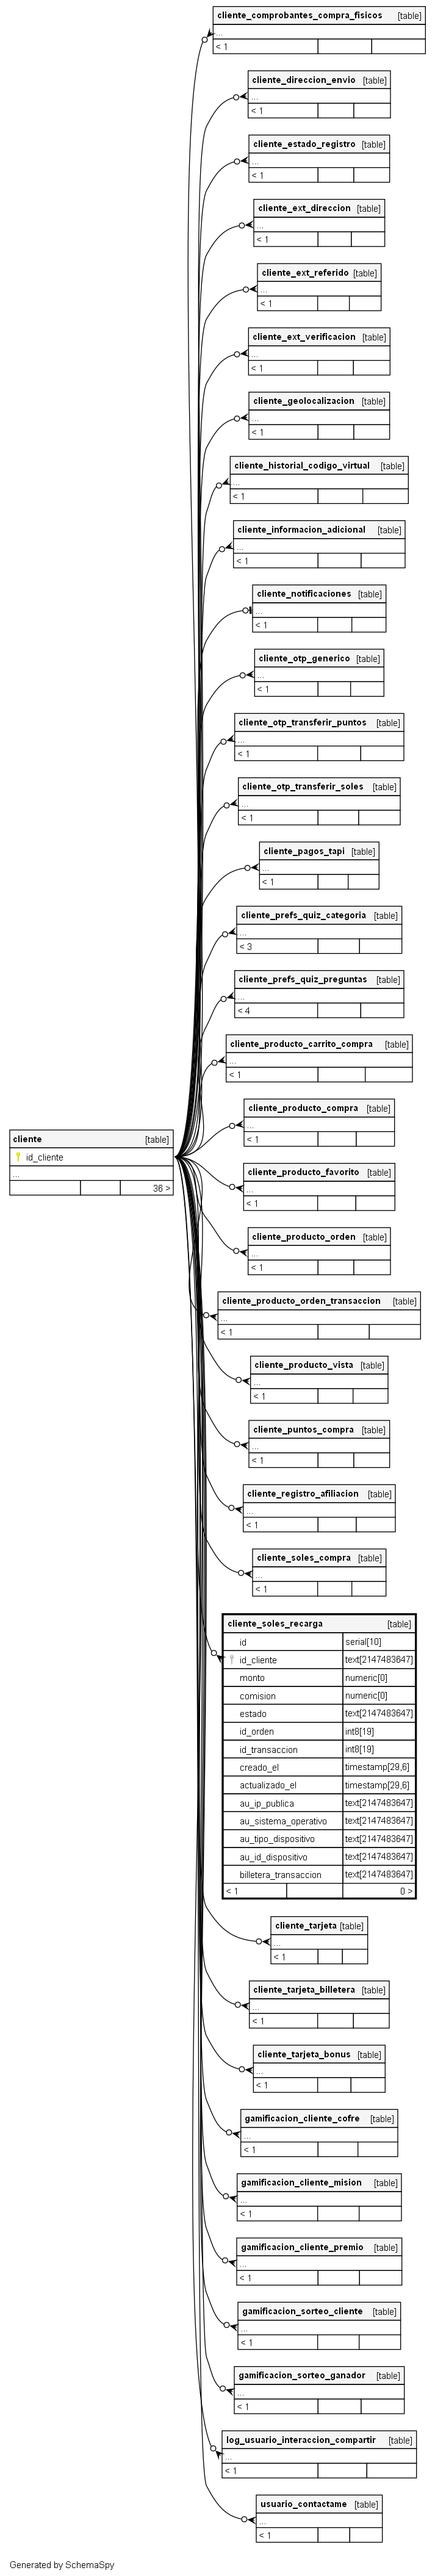 cliente_comprobantes_compra_fisicos [table]
...
< 1
cliente_direccion_envio [table]
...
< 1
cliente_estado_registro [table]
...
< 1
cliente_ext_direccion [table]
...
< 1
cliente_ext_referido [table]
...
< 1
cliente_ext_verificacion [table]
...
< 1
cliente_geolocalizacion [table]
...
< 1
cliente_historial_codigo_virtual [table]
...
< 1
cliente_informacion_adicional [table]
...
< 1
cliente_notificaciones [table]
...
< 1
cliente_otp_generico [table]
...
< 1
cliente_otp_transferir_puntos [table]
...
< 1
cliente_otp_transferir_soles [table]
...
< 1
cliente_pagos_tapi [table]
...
< 1
cliente_prefs_quiz_categoria [table]
...
< 3
cliente_prefs_quiz_preguntas [table]
...
< 4
cliente_producto_carrito_compra [table]
...
< 1
cliente_producto_compra [table]
...
< 1
cliente [table]
id_cliente
...
36 >
cliente_producto_favorito [table]
...
< 1
cliente_producto_orden [table]
...
< 1
cliente_producto_orden_transaccion [table]
...
< 1
cliente_producto_vista [table]
...
< 1
cliente_puntos_compra [table]
...
< 1
cliente_registro_afiliacion [table]
...
< 1
cliente_soles_compra [table]
...
< 1
cliente_soles_recarga [table]
id serial[10]
id_cliente text[2147483647]
monto numeric[0]
comision numeric[0]
estado text[2147483647]
id_orden int8[19]
id_transaccion int8[19]
creado_el timestamp[29,6]
actualizado_el timestamp[29,6]
au_ip_publica text[2147483647]
au_sistema_operativo text[2147483647]
au_tipo_dispositivo text[2147483647]
au_id_dispositivo text[2147483647]
billetera_transaccion text[2147483647]
< 1 0 >
cliente_tarjeta [table]
...
< 1
cliente_tarjeta_billetera [table]
...
< 1
cliente_tarjeta_bonus [table]
...
< 1
gamificacion_cliente_cofre [table]
...
< 1
gamificacion_cliente_mision [table]
...
< 1
gamificacion_cliente_premio [table]
...
< 1
gamificacion_sorteo_cliente [table]
...
< 1
gamificacion_sorteo_ganador [table]
...
< 1
log_usuario_interaccion_compartir [table]
...
< 1
usuario_contactame [table]
...
< 1
Generated by SchemaSpy